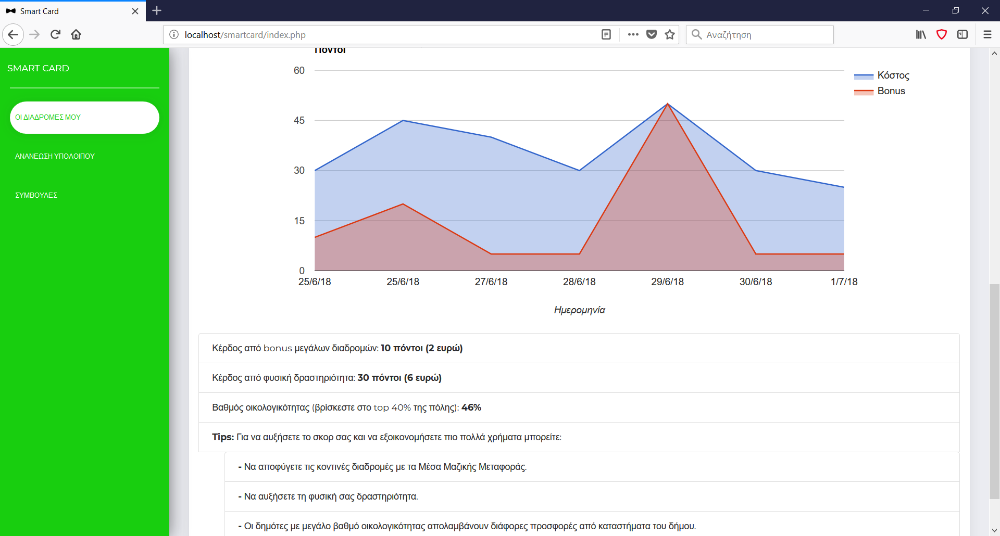 Smart Card
localhost/smartcard/index.php
Αναζήτηση
SMART CARD
ΟΙ ΔΙΑΔΡΟΜΕΣ ΜΟΥ
ΑΝΑΝΕΩΣΗ ΥΠΟΛΟΙΠΟΥ
ΣΥΜΒΟΥΛΕΣ
Πόντοι
60
45
30
15
0
Κόστος
Bonus
25/6/18 25/6/18 27/6/18 28/6/18 29/6/18 30/6/18 1/7/18
Ημερομηνία
Κέρδος από bonus μεγάλων διαδρομών: 10 πόντοι (2 ευρώ)
Κέρδος από φυσική δραστηριότητα: 30 πόντοι (6 ευρώ)
Βαθμός οικολογικότητας (βρίσκεστε στο top 40% της πόλης): 46%
Tips: Για να αυξήσετε το σκορ σας και να εξοικονομήσετε πιο πολλά χρήματα μπορείτε:
- Να αποφύγετε τις κοντινές διαδρομές με τα Μέσα Μαζικής Μεταφοράς.
- Να αυξήσετε τη φυσική σας δραστηριότητα.
- Οι δημότες με μεγάλο βαθμό οικολογικότητας απολαμβάνουν διάφορες προσφορές από καταστήματα του δήμου.